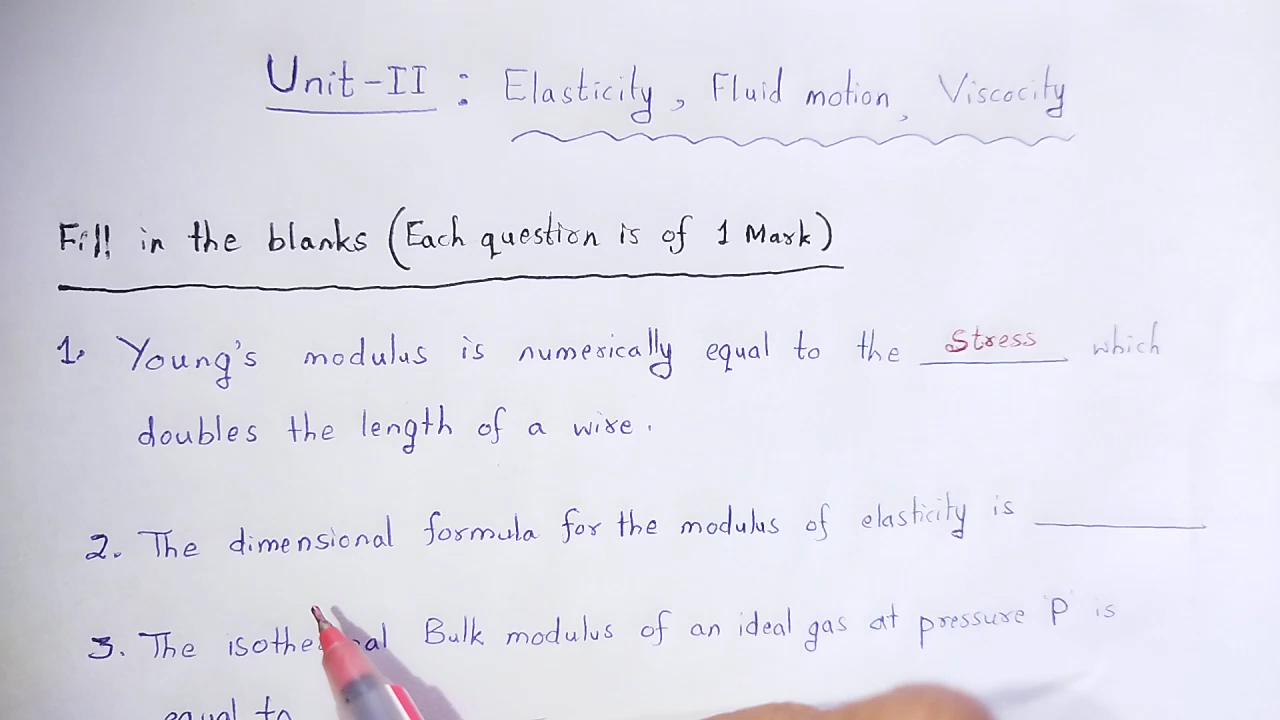 Unit-II : Elasticity, Fluid motion, Viscocity
Fill in the blanks (Each question is of 1 Mark)
1. Young's modulus is numerically equal to the Stress which
doubles the length of a wire.
2. The dimensional formula for the modulus of elasticity is
3. The Bulk modulus of an ideal gas at pressure 'P' is
equal to